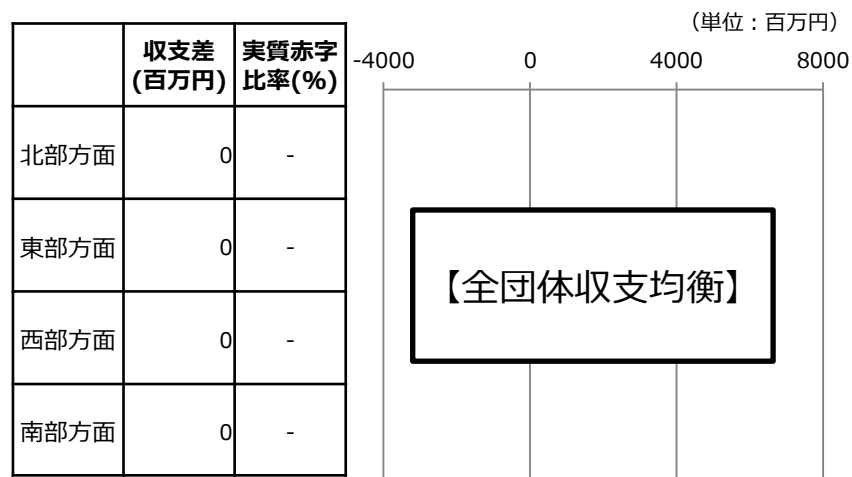 （単位：百万円）
収支差
(百万円)
実質赤字
比率(%)
-4000 0 4000 8000
北部方面 0 -
東部方面 0 -
西部方面 0 -
南部方面 0 -
【全団体収支均衡】